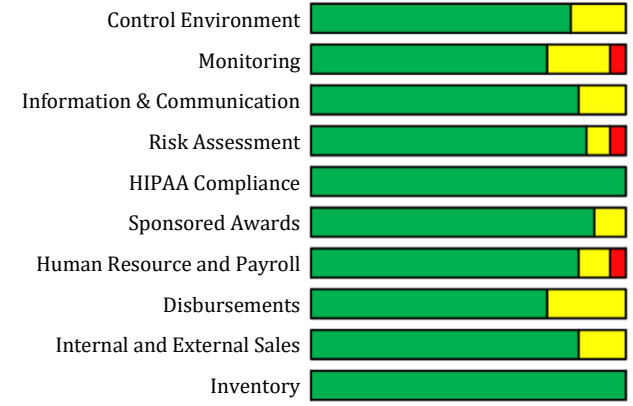 Control Environment
Monitoring
Information & Communication
Risk Assessment
HIPAA Compliance
Sponsored Awards
Human Resource and Payroll
Disbursements
Internal and External Sales
Inventory